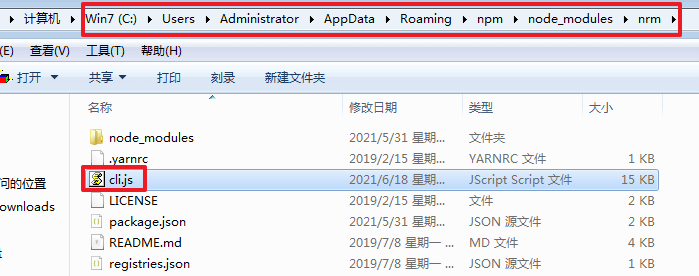 计算机 Win7 (C:) Users Administrator AppData Roaming npm node_modules nrm
(E) 查看(V) 工具(T) 帮助(H)
打开 共享 打印 刻录 新建文件夹
名称 修改日期 类型 大小
node_modules 2021/5/31 星期... 文件夹
.yarnrc 2019/2/15 星期... YARNRC 文件 1 KB
cli.js 2021/6/18 星期... JScript Script 文件 15 KB
问的位置 LICENSE 2019/2/15 星期... 文件 2 KB
ownloads package.json 2021/5/31 星期... JSON 源文件 2 KB
README.md 2019/7/8 星期一 ... MD 文件 4 KB
registries.json 2019/7/8 星期一 ... JSON 源文件 1 KB